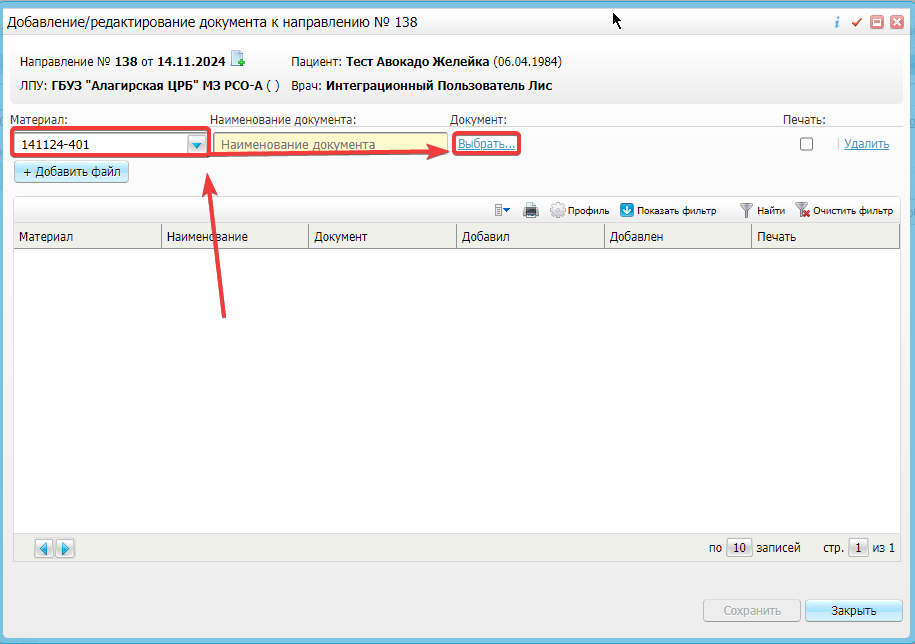 Добавление/редактирование документа к направлению № 138
Направление № 138 от 14.11.2024 Пациент: Тест Авокадо Желейка (06.04.1984)
ЛПУ: ГБУЗ "Алагирская ЦРБ" МЗ РСО-А ( ) Врач: Интеграционный Пользователь Лис
Материал: Наименование документа: Документ: Печать:
141124-401 Наименование документа Выбрать... Удалить
+ Добавить файл
Профиль Показать фильтр Найти Очистить фильтр
Материал Наименование Документ Добавил Добавлен Печать
по 10 записей стр. 1 из 1
Сохранить Закрыть